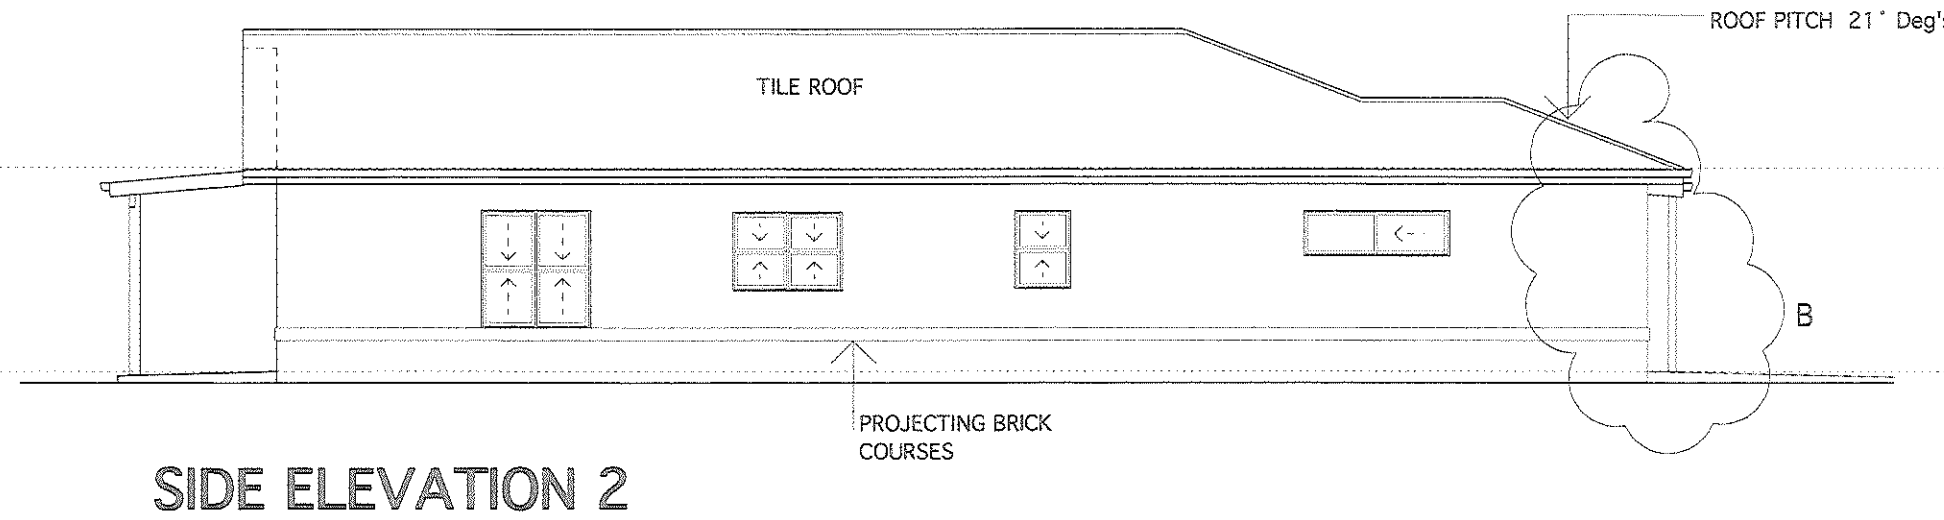 ROOF PITCH 21° Deg's
TILE ROOF
B
PROJECTING BRICK
COURSES
SIDE ELEVATION 2